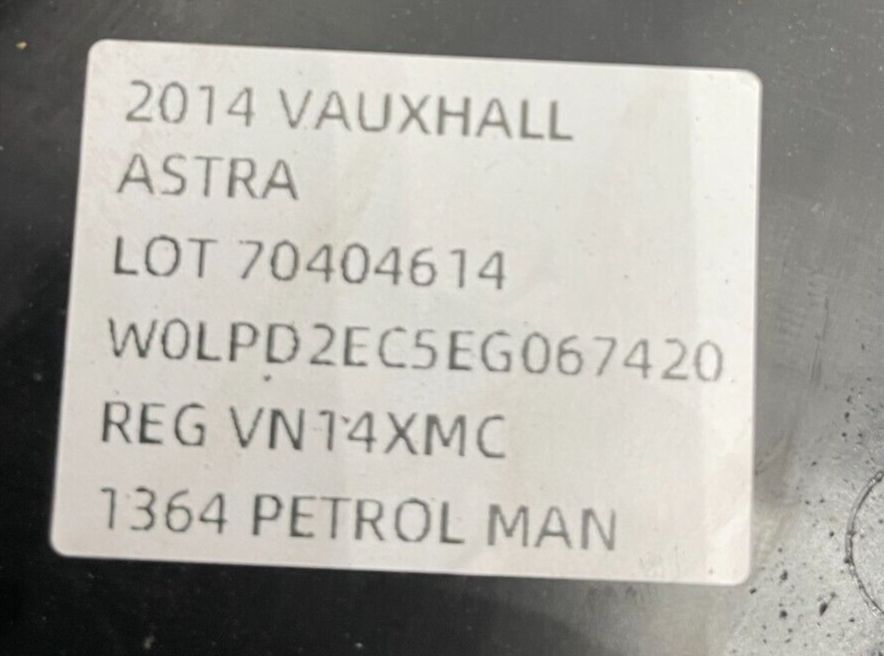 2014 VAUXHALL
ASTRA
LOT 70404614
W0LPD2EC5EG067420
REG VN14XMC
1364 PETROL MAN